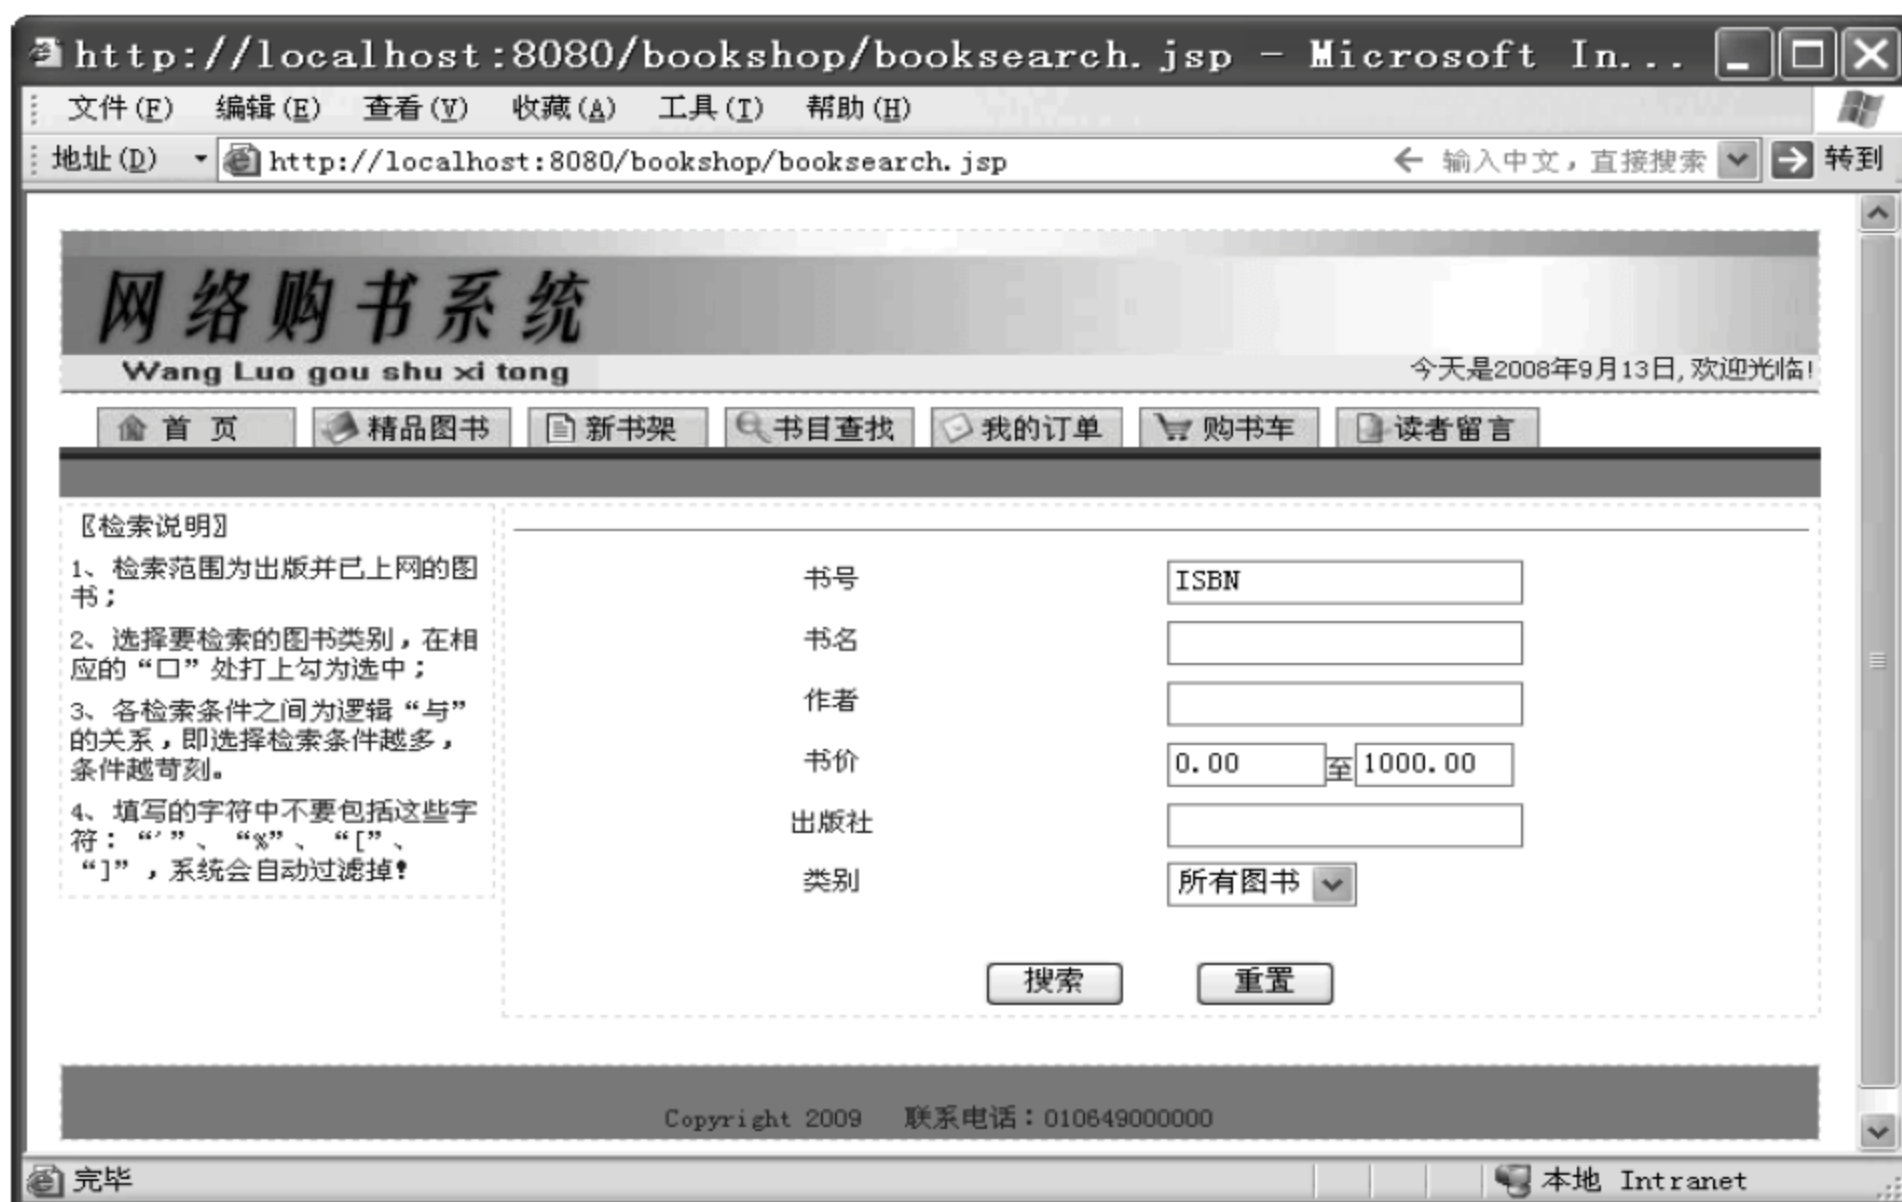 http://localhost:8080/bookshop/booksearch.jsp - Microsoft In...
文件(F) 编辑(E) 查看(V) 收藏(A) 工具(T) 帮助(H)
地址(D) http://localhost:8080/bookshop/booksearch.jsp 输入中文，直接搜索 转到
网络购书系统
Wang Luo gou shu xi tong
今天是2008年9月13日,欢迎光临!
首 页 精品图书 新书架 书目查找 我的订单 购书车 读者留言
〖检索说明〗
1、检索范围为出版并已上网的图
书；
2、选择要检索的图书类别，在相
应的“口”处打上勾为选中；
3、各检索条件之间为逻辑“与”
的关系，即选择检索条件越多，
条件越苛刻。
4、填写的字符中不要包括这些字
符：“'”、“%”、“[”、
“]”，系统会自动过滤掉！
书号 ISBN
书名
作者
书价 0.00 至 1000.00
出版社
类别 所有图书
搜索 重置
Copyright 2009 联系电话：010649000000
完毕 本地 Intranet